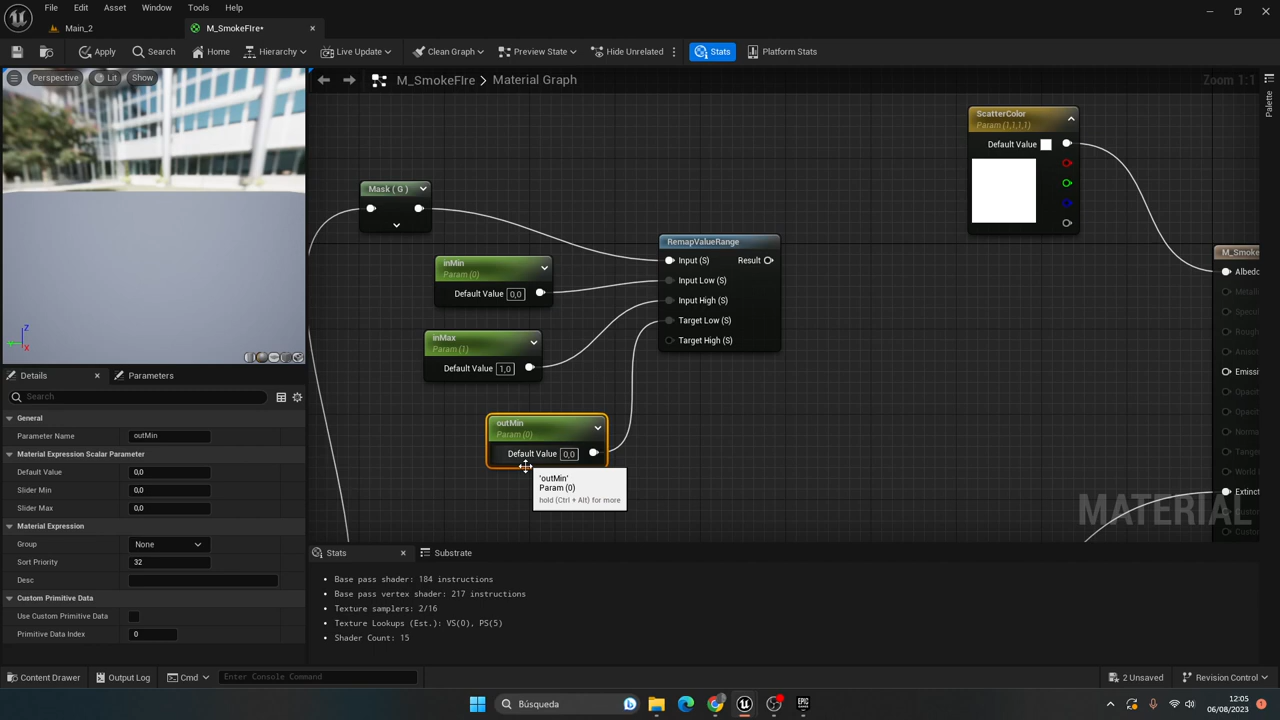 File Edit Asset Window Tools Help
Main_2
M_SmokeFIre*
Apply Search Home Hierarchy Live Update Clean Graph Preview State Hide Unrelated Stats Platform Stats
Perspective Lit Show
M_SmokeFIre > Material Graph
Zoom 1:1
Palette
ScatterColor
Param (1,1,1,1)
Default Value
Mask ( G )
RemapValueRange
Input (S) Result
Input Low (S)
Input High (S)
Target Low (S)
Target High (S)
inMin
Param (0)
Default Value 0,0
inMax
Param (1)
Default Value 1,0
outMin
Param (0)
Default Value 0,0
'outMin'
Param (0)
hold (Ctrl + Alt) for more
M_Smoke
Albedo
Metallic
Specu
Rough
Aniso
Emissi
Opacity
Opacity
Norma
Tange
World
Extinct
MATERIAL
Z
X
Details Parameters
Search
General
Parameter Name outMin
Material Expression Scalar Parameter
Default Value 0,0
Slider Min 0,0
Slider Max 0,0
Material Expression
Group None
Sort Priority 32
Desc
Custom Primitive Data
Use Custom Primitive Data
Primitive Data Index 0
Stats Substrate
Base pass shader: 184 instructions
Base pass vertex shader: 217 instructions
Texture samplers: 2/16
Texture Lookups (Est.): VS(0), PS(5)
Shader Count: 15
Content Drawer Output Log Cmd Enter Console Command 2 Unsaved Revision Control
Búsqueda
12:05
06/08/2023